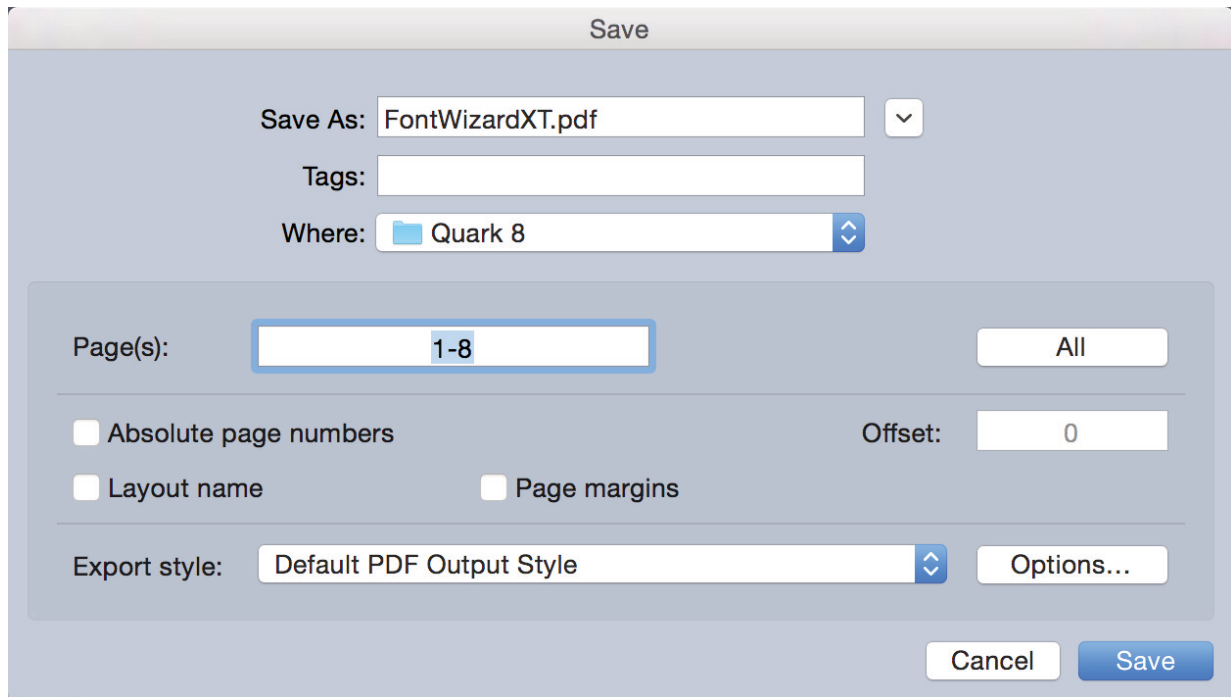 Save
Save As: FontWizardXT.pdf
Tags:
Where: Quark 8
Page(s): 1-8 All
Absolute page numbers Offset: 0
Layout name Page margins
Export style: Default PDF Output Style Options...
Cancel Save